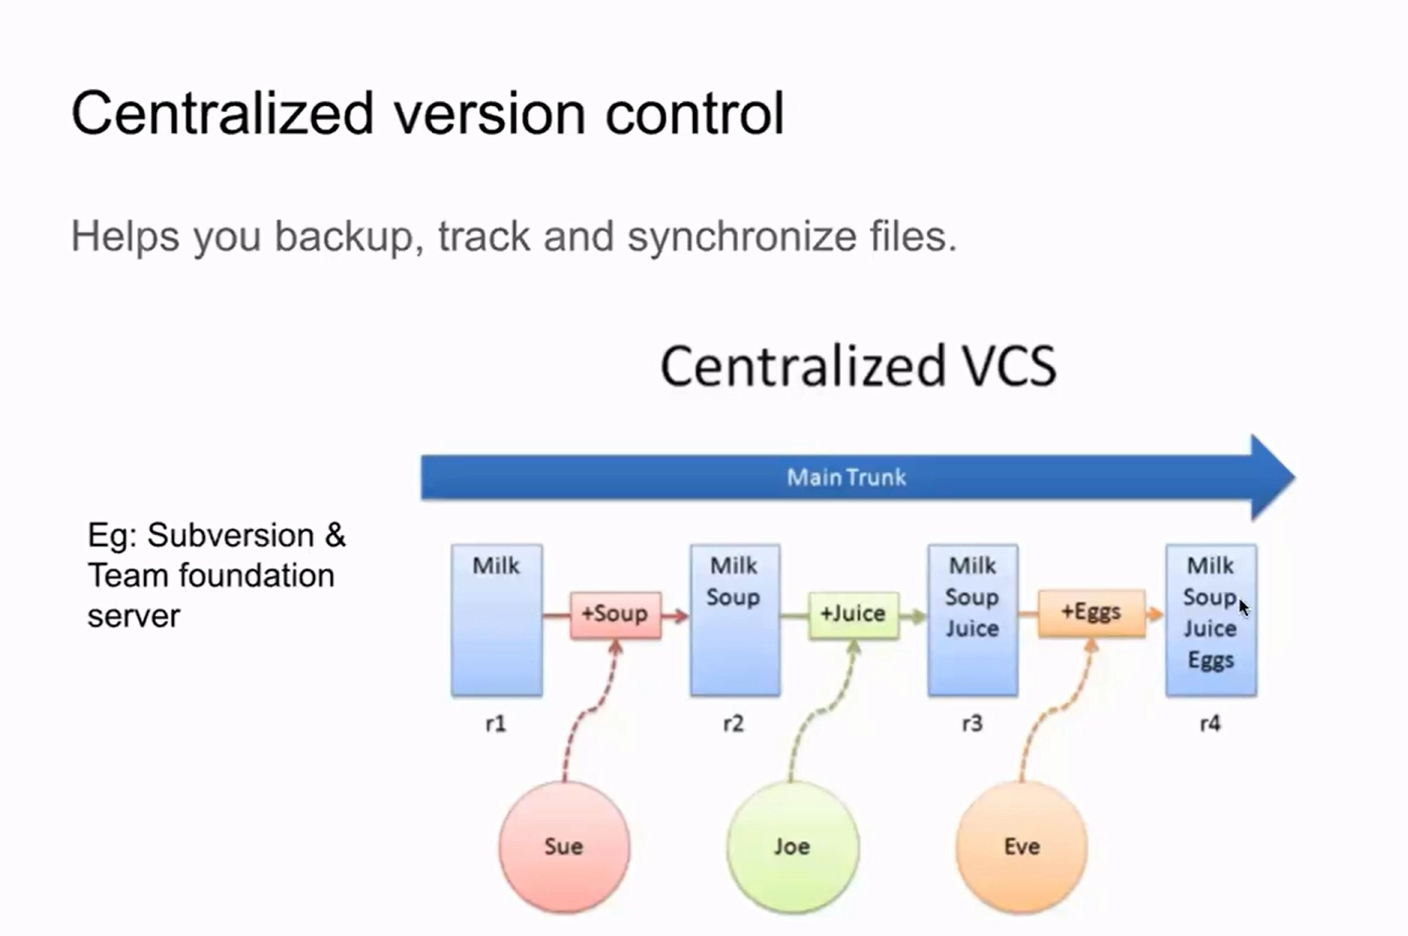 Centralized version control
Helps you backup, track and synchronize files.
Centralized VCS
Main Trunk
Eg: Subversion &
Team foundation
server
Milk
+Soup
Milk
Soup
+Juice
Milk
Soup
Juice
+Eggs
Milk
Soup
Juice
Eggs
r1
r2
r3
r4
Sue
Joe
Eve